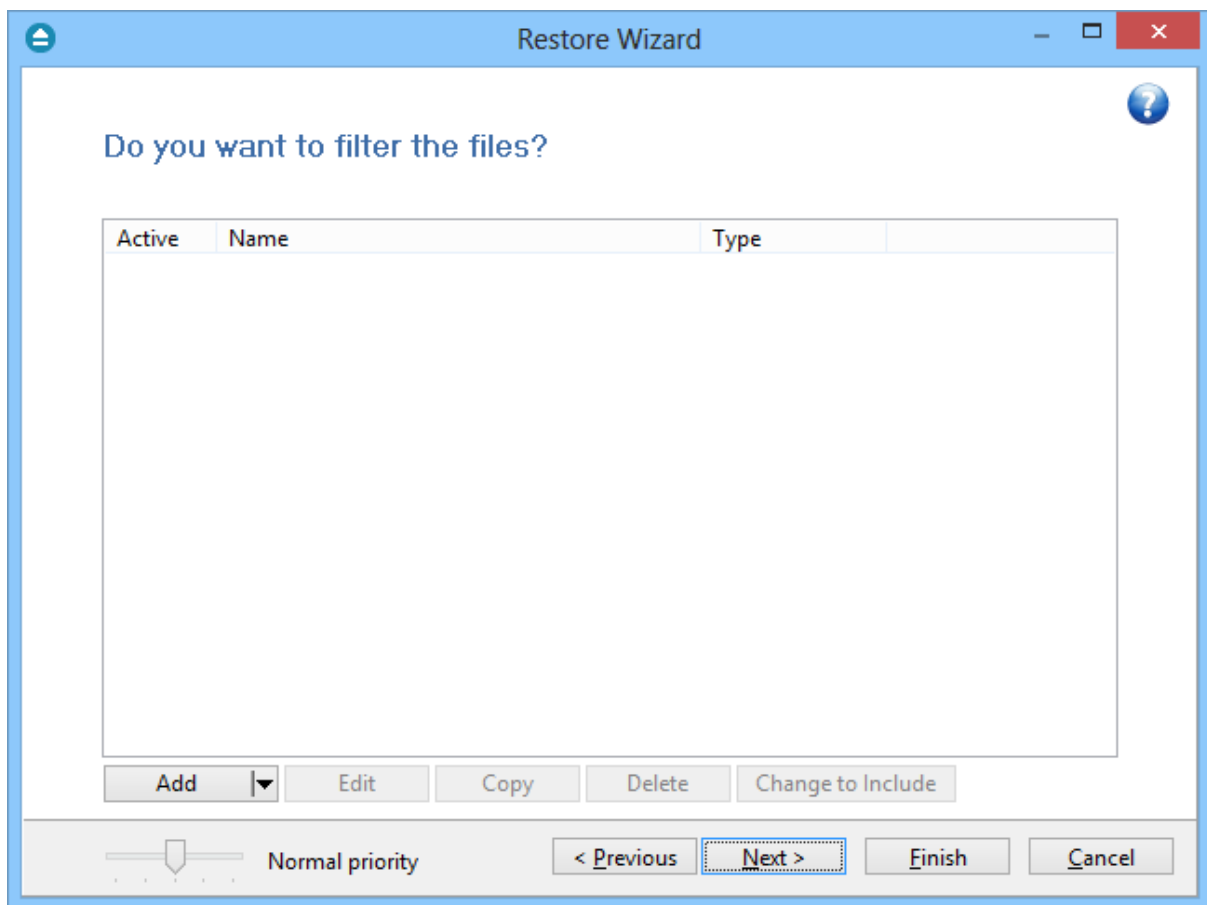 Restore Wizard
?
Do you want to filter the files?
Active Name Type
Add Edit Copy Delete Change to Include
Normal priority < Previous Next > Finish Cancel